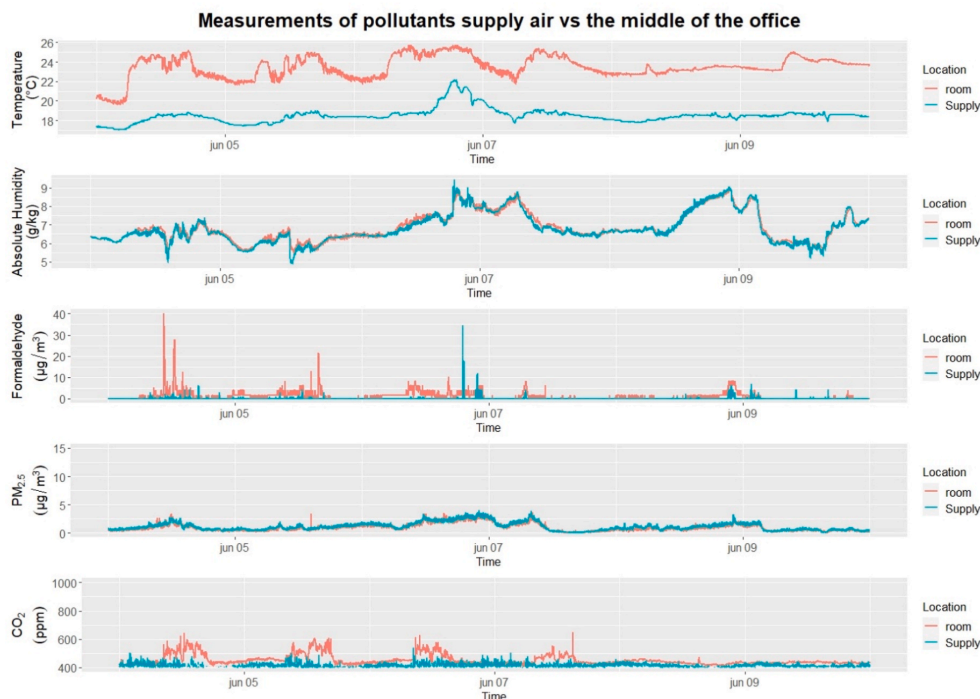 Measurements of pollutants supply air vs the middle of the office
Temperature
(°C)
26
24
22
20
18
jun 05
jun 07
jun 09
Time
Location
room
Supply
Absolute Humidity
(g/kg)
9
8
7
6
5
jun 05
jun 07
jun 09
Time
Location
room
Supply
Formaldehyde
(μg/m³)
40
30
20
10
0
jun 05
jun 07
jun 09
Time
Location
room
Supply
PM₂.₅
(μg/m³)
15
10
5
0
jun 05
jun 07
jun 09
Time
Location
room
Supply
CO₂
(ppm)
1000
800
600
400
jun 05
jun 07
jun 09
Time
Location
room
Supply